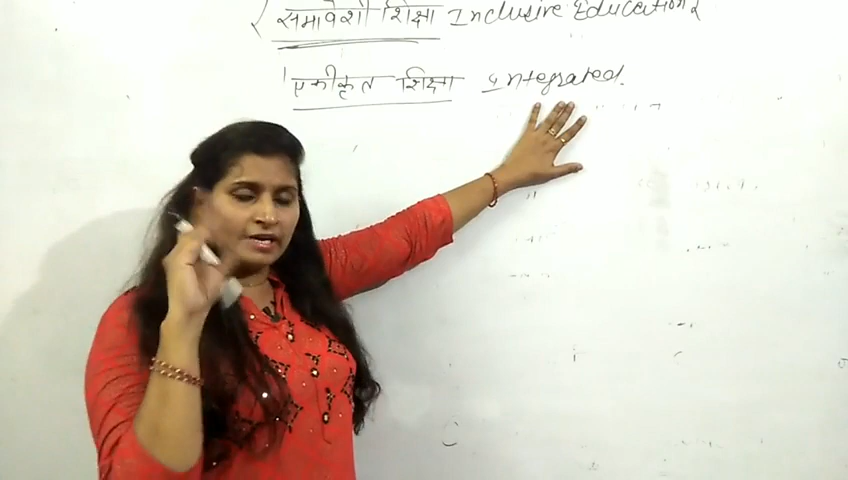 ( समावेशी शिक्षा Inclusive Education
एकीकृत शिक्षा Integrated.